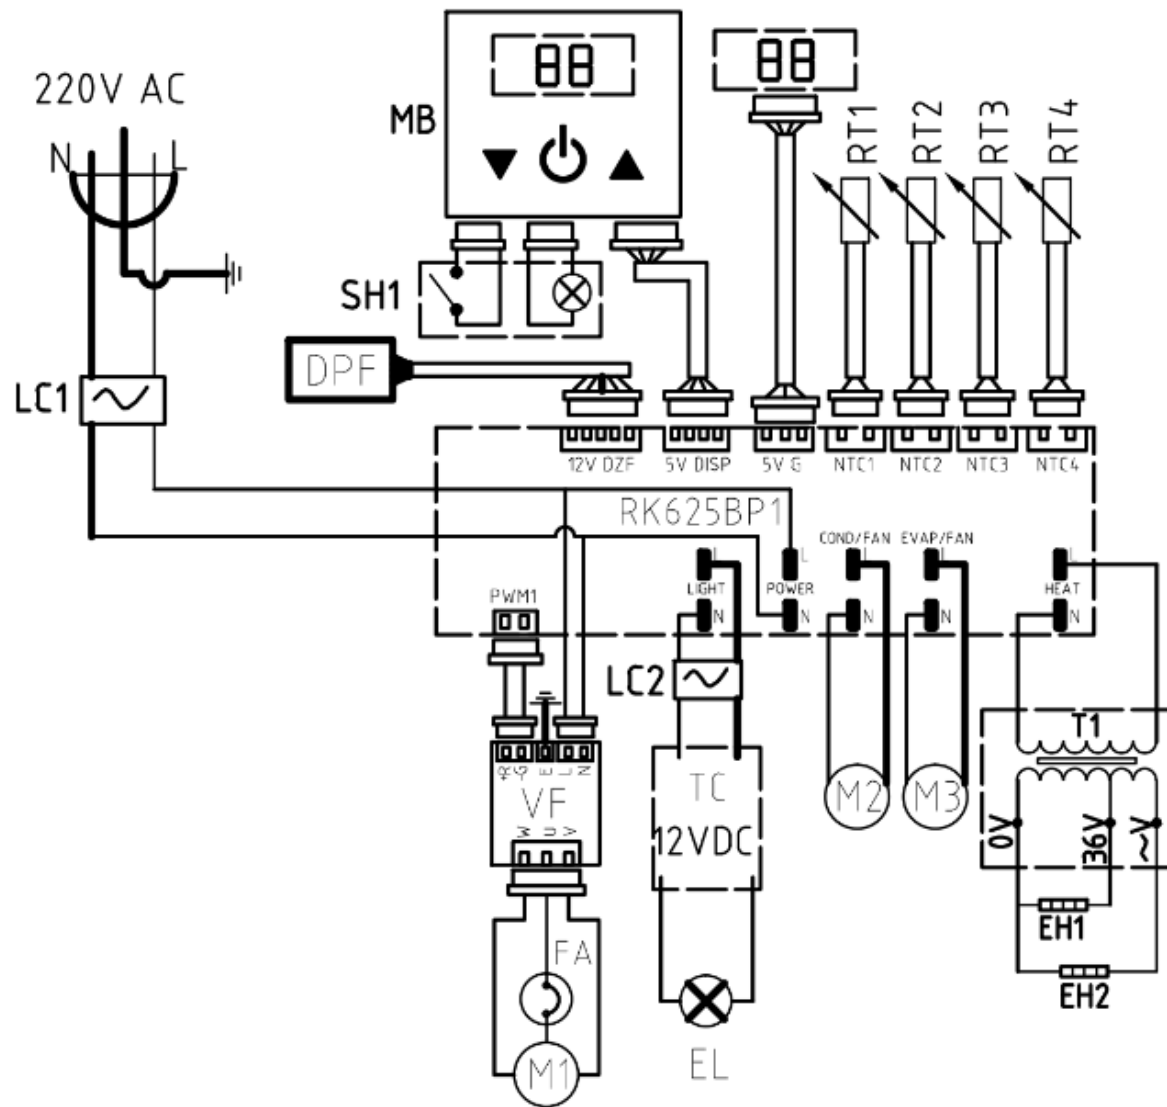 220V AC
N
L
MB
88
88
RT1
RT2
RT3
RT4
SH1
DPF
LC1
12V DZF
5V DISP
5V G
NTC1
NTC2
NTC3
NTC4
RK625BP1
COND/FAN
EVAP/FAN
L
L
L
L
L
LIGHT
POWER
HEAT
N
N
N
N
N
PWM1
LC2
T1
+R
-G
E
L
N
VF
W
U
V
TC
12VDC
M2
M3
0V
36V
~V
EH1
EH2
FA
M1
EL